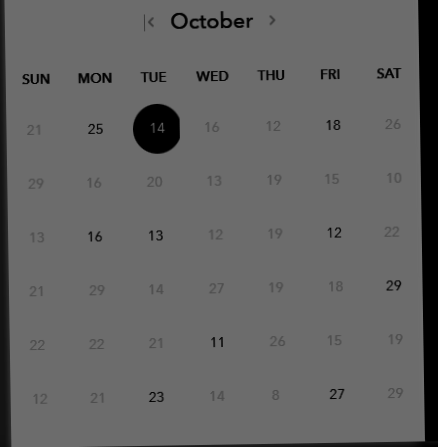 October
SUN MON TUE WED THU FRI SAT
21 25 14 16 12 18 26
29 16 20 13 19 15 10
13 16 13 12 19 12 22
21 29 14 27 19 18 29
22 22 21 11 26 15 19
12 21 23 14 8 27 29